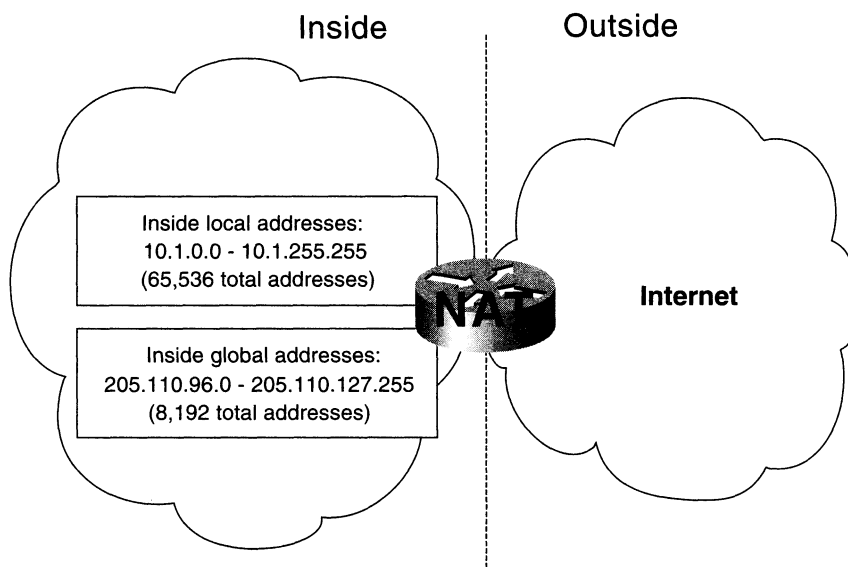 Inside
Outside
Inside local addresses:
10.1.0.0 - 10.1.255.255
(65,536 total addresses)
NAT
Internet
Inside global addresses:
205.110.96.0 - 205.110.127.255
(8,192 total addresses)